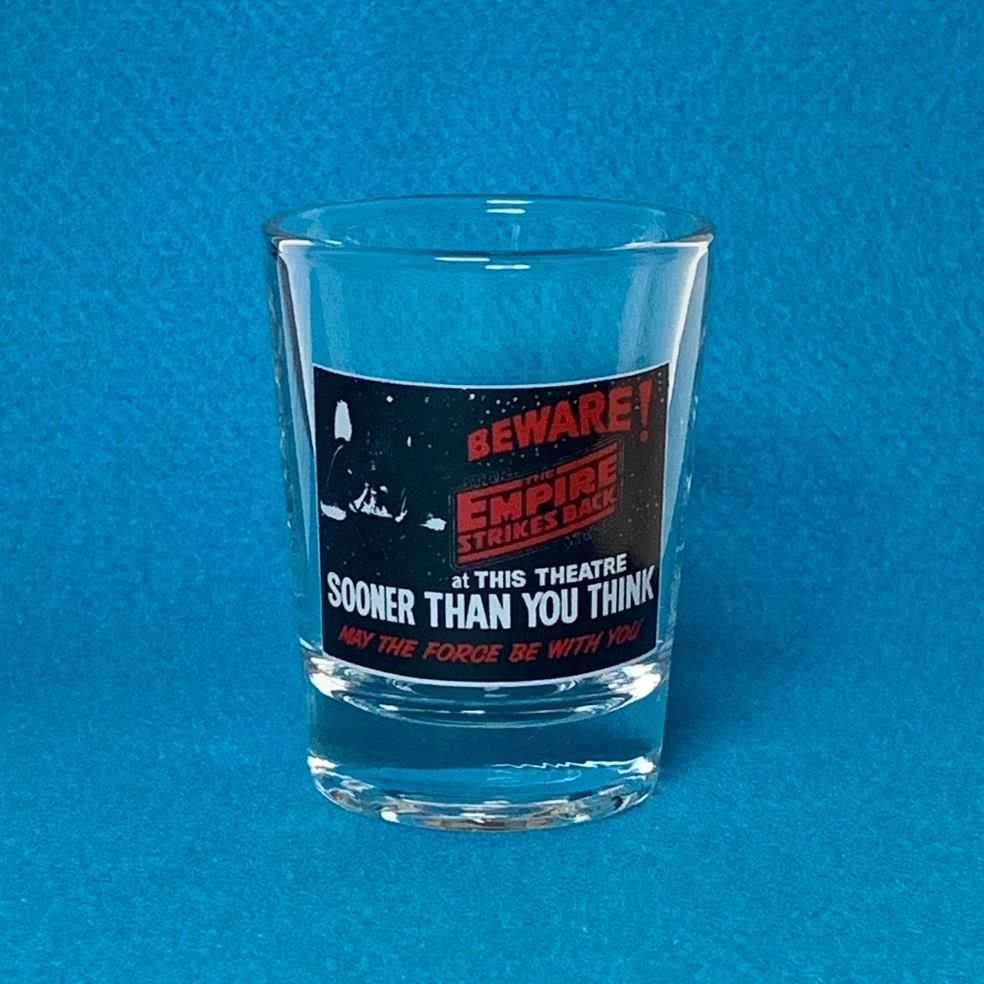 BEWARE!
THE
EMPIRE
STRIKES BACK
at THIS THEATRE
SOONER THAN YOU THINK
MAY THE FORCE BE WITH YOU